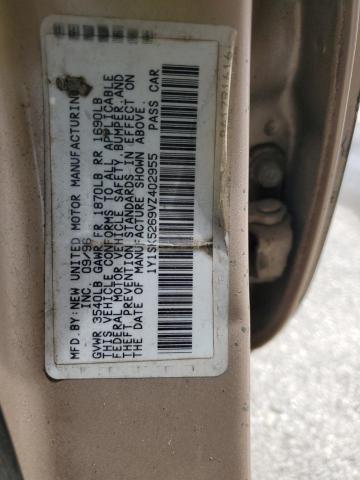 MFD.BY:NEW UNITED MOTOR MANUFACTURING
INC. 09/96
GVWR 3540LB GAWR FR 1870LB RR 1690LB
THIS VEHICLE CONFORMS TO ALL APPLICABLE
FEDERAL MOTOR VEHICLE SAFETY, BUMPER, AND
THEFT PREVENTION STANDARDS IN EFFECT ON
THE DATE OF MANUFACTURE SHOWN ABOVE.
1Y1SK5269VZ402955 PASS CAR